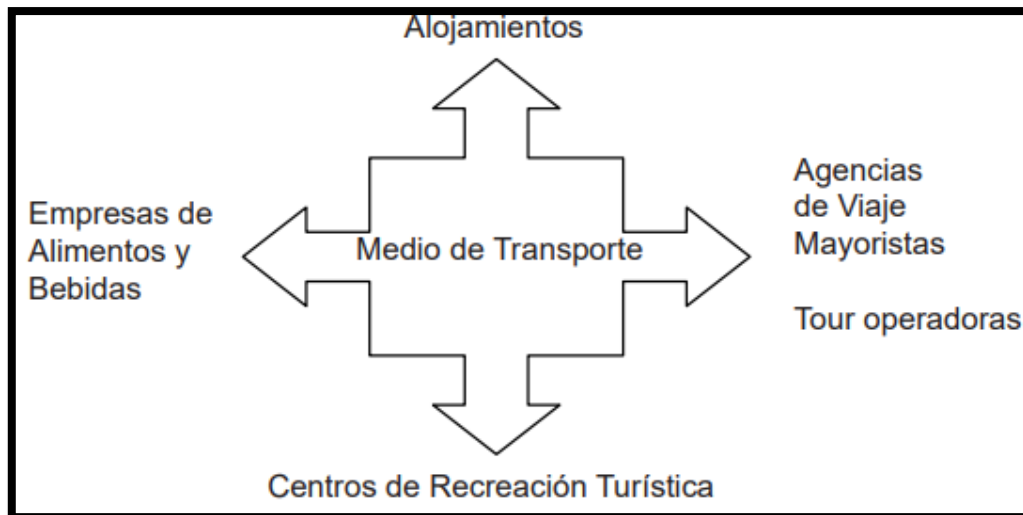 Alojamientos
Empresas de
Alimentos y
Bebidas
Medio de Transporte
Agencias
de Viaje
Mayoristas
Tour operadoras
Centros de Recreación Turística